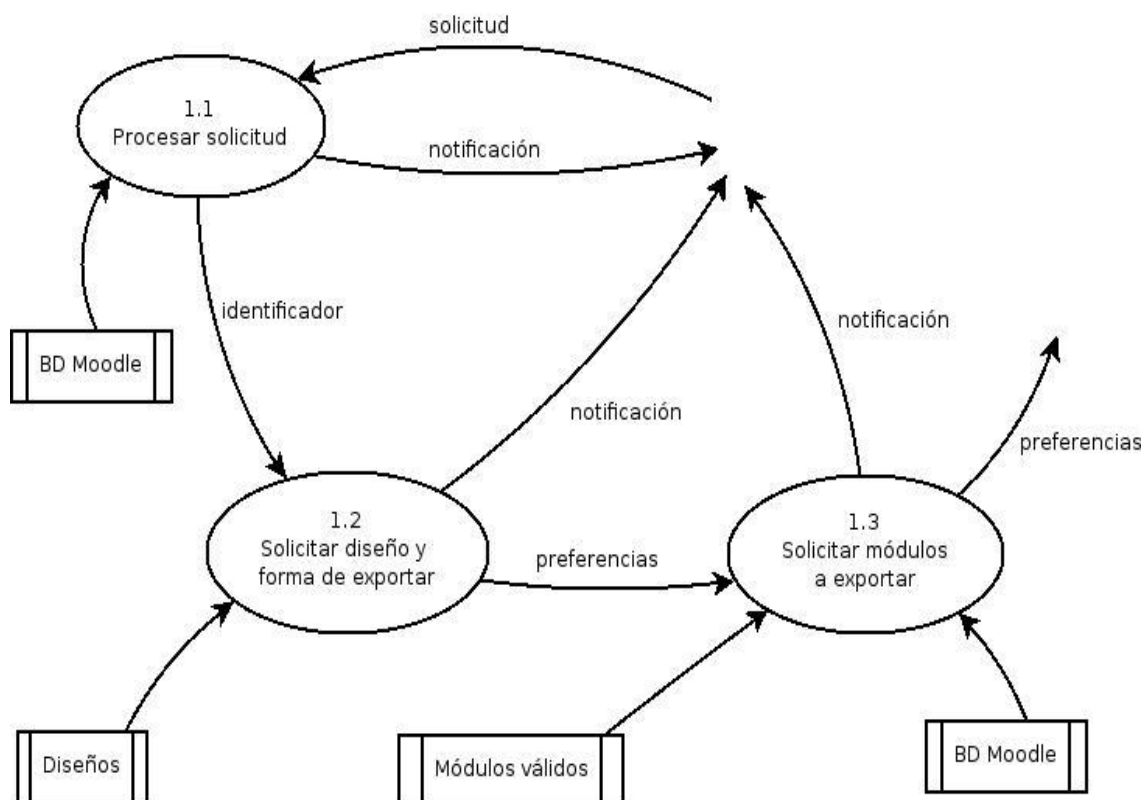 solicitud
1.1
Procesar solicitud
notificación
identificador
notificación
BD Moodle
notificación
preferencias
1.2
Solicitar diseño y
forma de exportar
preferencias
1.3
Solicitar módulos
a exportar
Diseños
Módulos válidos
BD Moodle